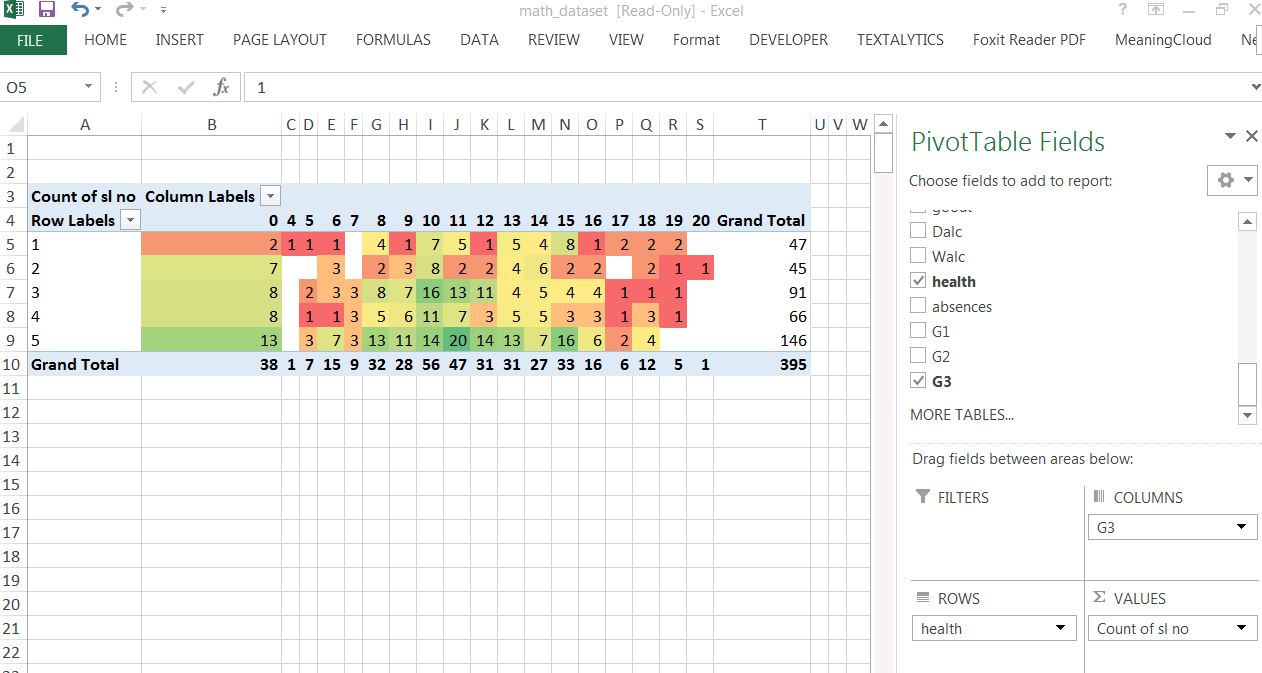 math_dataset [Read-Only] - Excel
?
FILE HOME INSERT PAGE LAYOUT FORMULAS DATA REVIEW VIEW Format DEVELOPER TEXTALYTICS Foxit Reader PDF MeaningCloud Ne
O5 fx 1
A B C D E F G H I J K L M N O P Q R S T U V W
1
2
3 Count of sl no Column Labels
4 Row Labels 0 4 5 6 7 8 9 10 11 12 13 14 15 16 17 18 19 20 Grand Total
5 1 2 1 1 1 4 1 7 5 1 5 4 8 1 2 2 2 47
6 2 7 3 2 3 8 2 2 4 6 2 2 2 1 1 45
7 3 8 2 3 3 8 7 16 13 11 4 5 4 4 1 1 1 91
8 4 8 1 1 3 5 6 11 7 3 5 5 3 3 1 3 1 66
9 5 13 3 7 3 13 11 14 20 14 13 7 16 6 2 4 146
10 Grand Total 38 1 7 15 9 32 28 56 47 31 31 27 33 16 6 12 5 1 395
11
12
13
14
15
16
17
18
19
20
21
22
PivotTable Fields
Choose fields to add to report:
goout
Dalc
Walc
health
absences
G1
G2
G3
MORE TABLES...
Drag fields between areas below:
FILTERS
COLUMNS
G3
ROWS
health
Σ VALUES
Count of sl no